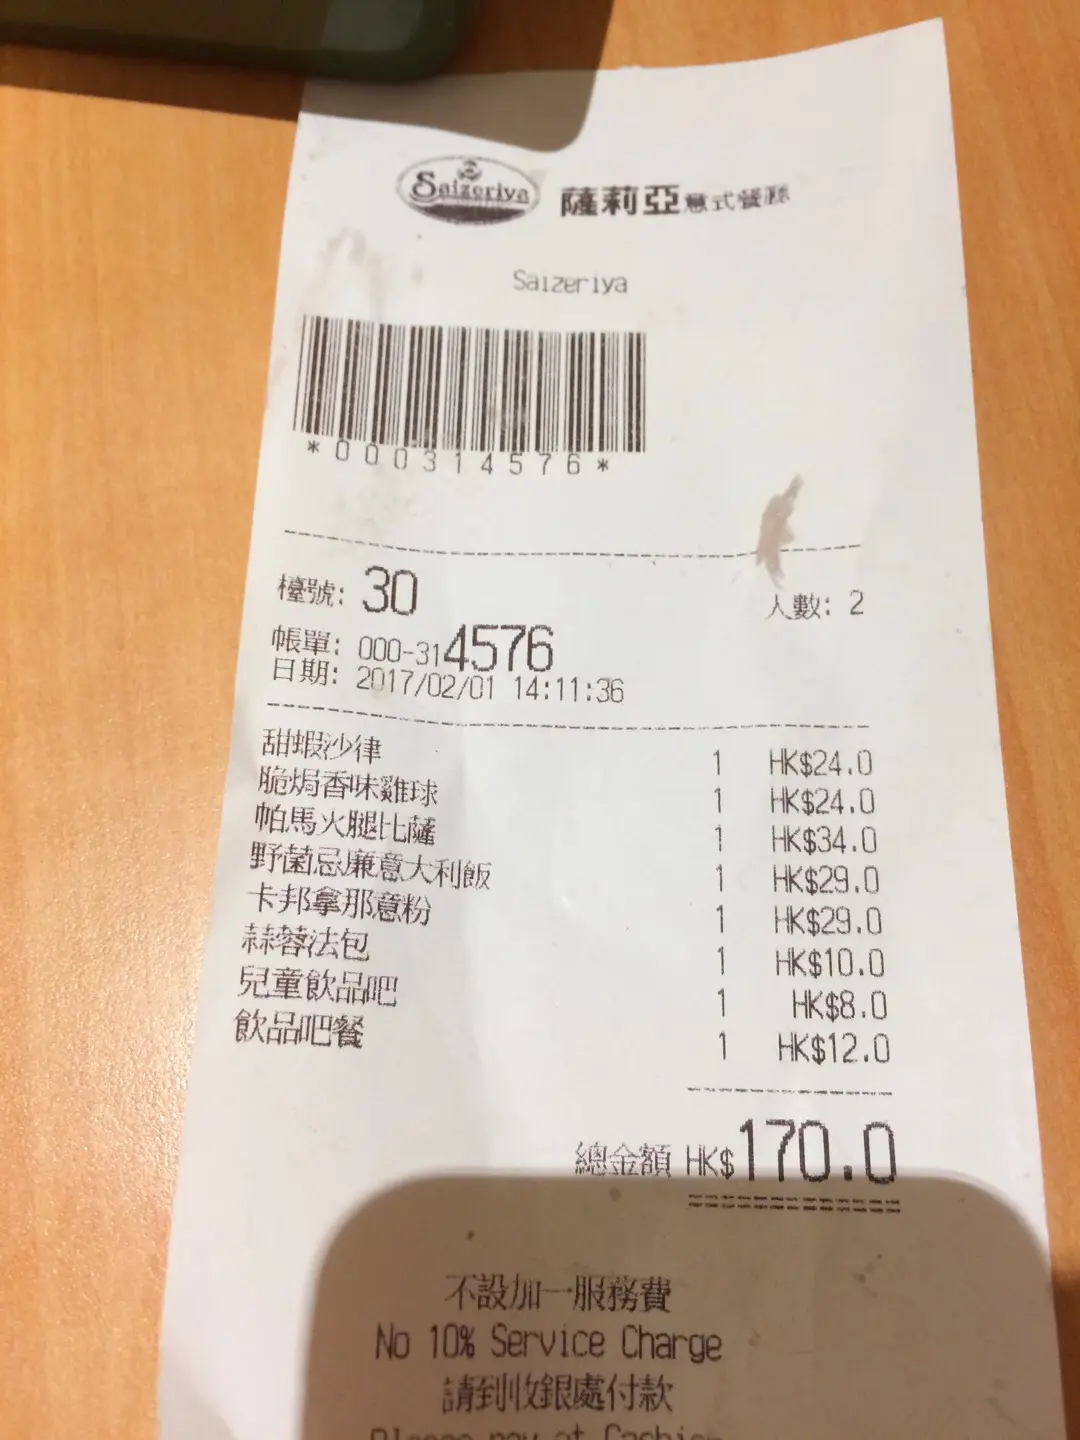 Saizeriya 薩莉亞意式餐廳
Saizeriya
*000314576*
檯號: 30 人數: 2
帳單: 000-314576
日期: 2017/02/01 14:11:36
甜蝦沙律 1 HK$24.0
脆焗香味雞球 1 HK$24.0
帕馬火腿比薩 1 HK$34.0
野菌忌廉意大利飯 1 HK$29.0
卡邦拿那意粉 1 HK$29.0
蒜蓉法包 1 HK$10.0
兒童飲品吧 1 HK$8.0
飲品吧餐 1 HK$12.0
總金額 HK$170.0
不設加一服務費
No 10% Service Charge
請到收銀處付款
Please pay at Cashier